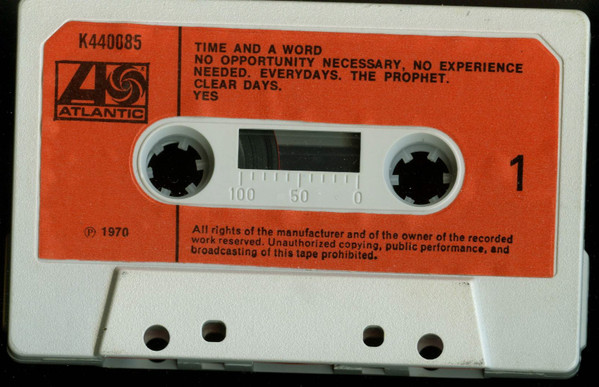 K440085
TIME AND A WORD
NO OPPORTUNITY NECESSARY, NO EXPERIENCE
NEEDED. EVERYDAYS. THE PROPHET.
CLEAR DAYS.
YES
ATLANTIC
100 50 0
1
℗ 1970
All rights of the manufacturer and of the owner of the recorded
work reserved. Unauthorized copying, public performance, and
broadcasting of this tape prohibited.